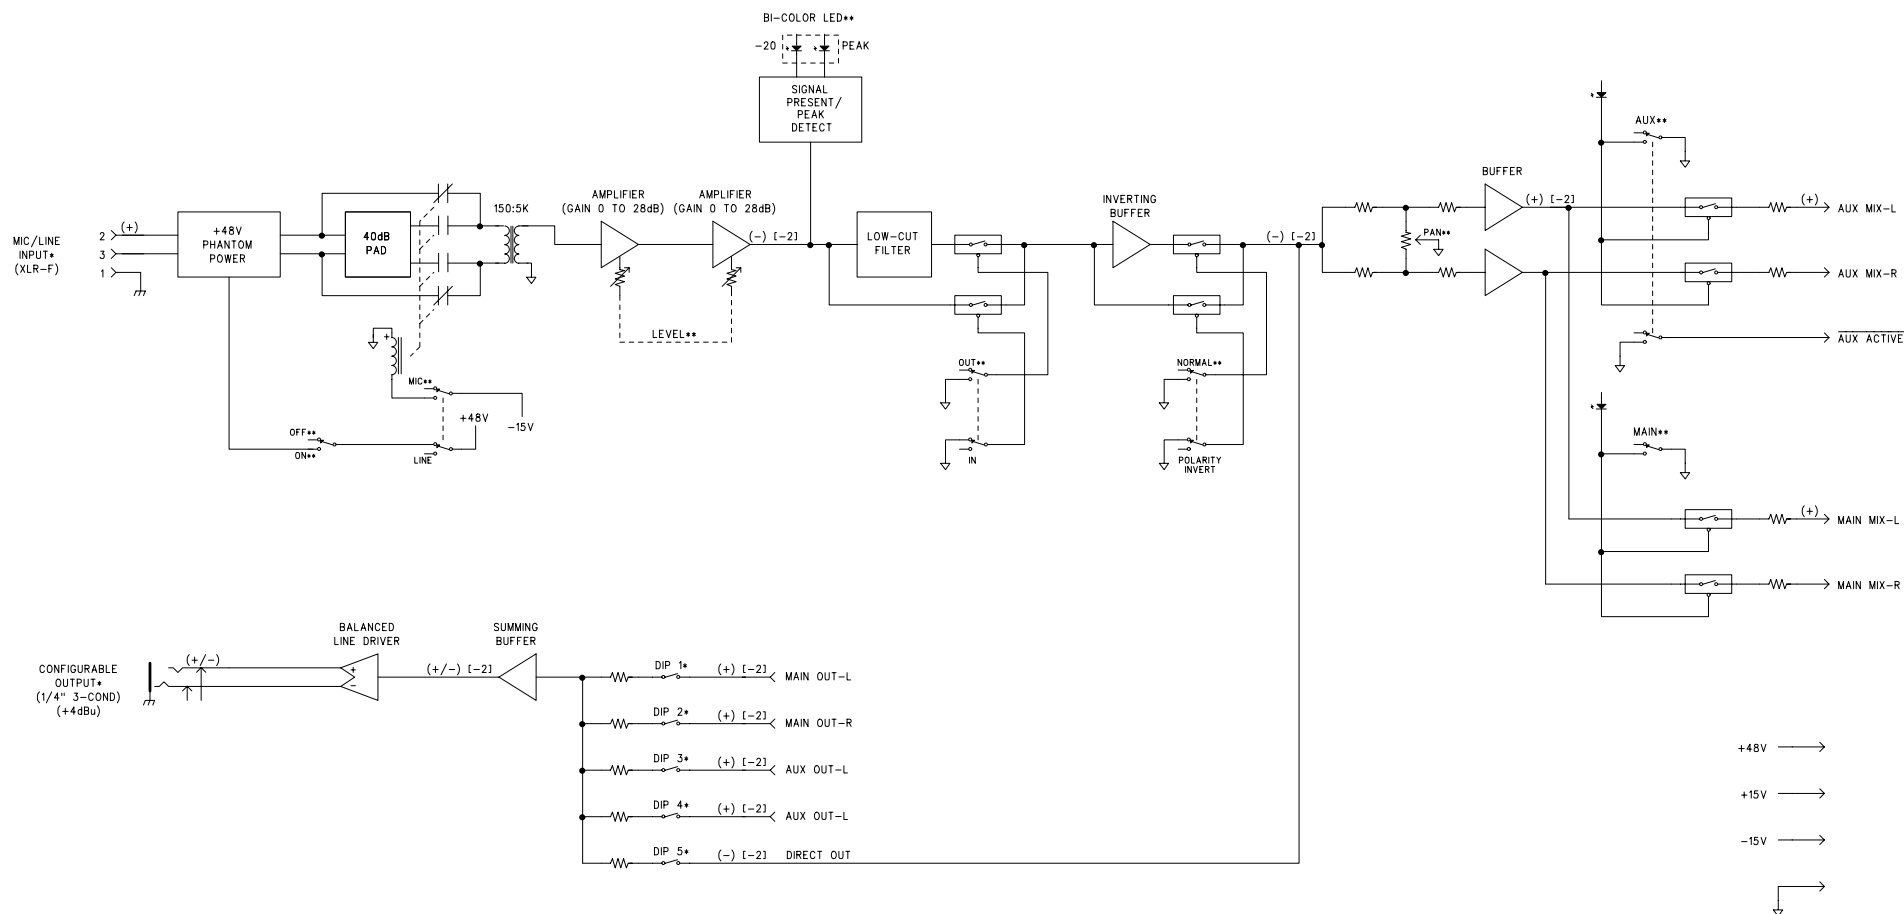 BI-COLOR LED**
-20
PEAK
SIGNAL
PRESENT/
PEAK
DETECT
MIC/LINE
INPUT*
(XLR-F)
2
(+)
3
1
+48V
PHANTOM
POWER
40dB
PAD
150:5K
AMPLIFIER
(GAIN 0 TO 28dB)
AMPLIFIER
(GAIN 0 TO 28dB)
(-) [-2]
LEVEL**
LOW-CUT
FILTER
INVERTING
BUFFER
(-) [-2]
PAN**
BUFFER
(+) [-2]
AUX**
(+)
AUX MIX-L
AUX MIX-R
AUX ACTIVE
+
MIC**
+48V
-15V
OFF**
ON**
LINE
OUT**
IN
NORMAL**
POLARITY
INVERT
MAIN**
(+)
MAIN MIX-L
MAIN MIX-R
CONFIGURABLE
OUTPUT*
(1/4" 3-COND)
(+4dBu)
(+/-)
BALANCED
LINE DRIVER
+
-
(+/-) [-2]
SUMMING
BUFFER
DIP 1*
(+) [-2]
MAIN OUT-L
DIP 2*
(+) [-2]
MAIN OUT-R
DIP 3*
(+) [-2]
AUX OUT-L
DIP 4*
(+) [-2]
AUX OUT-L
DIP 5*
(-) [-2]
DIRECT OUT
+48V
+15V
-15V